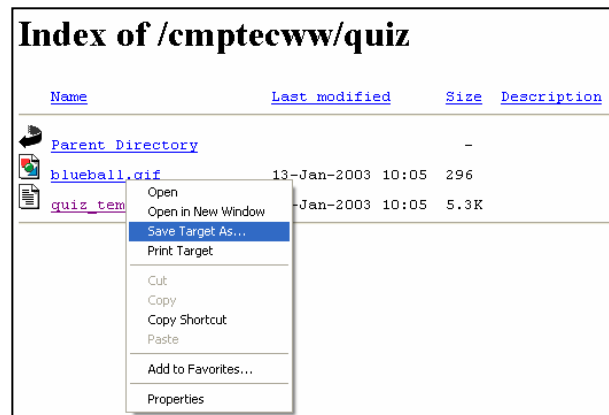 Index of /cmptecww/quiz
Name Last modified Size Description
Parent Directory -
blueball.gif 13-Jan-2003 10:05 296
quiz_tem -Jan-2003 10:05 5.3K
Open
Open in New Window
Save Target As...
Print Target
Cut
Copy
Copy Shortcut
Paste
Add to Favorites...
Properties